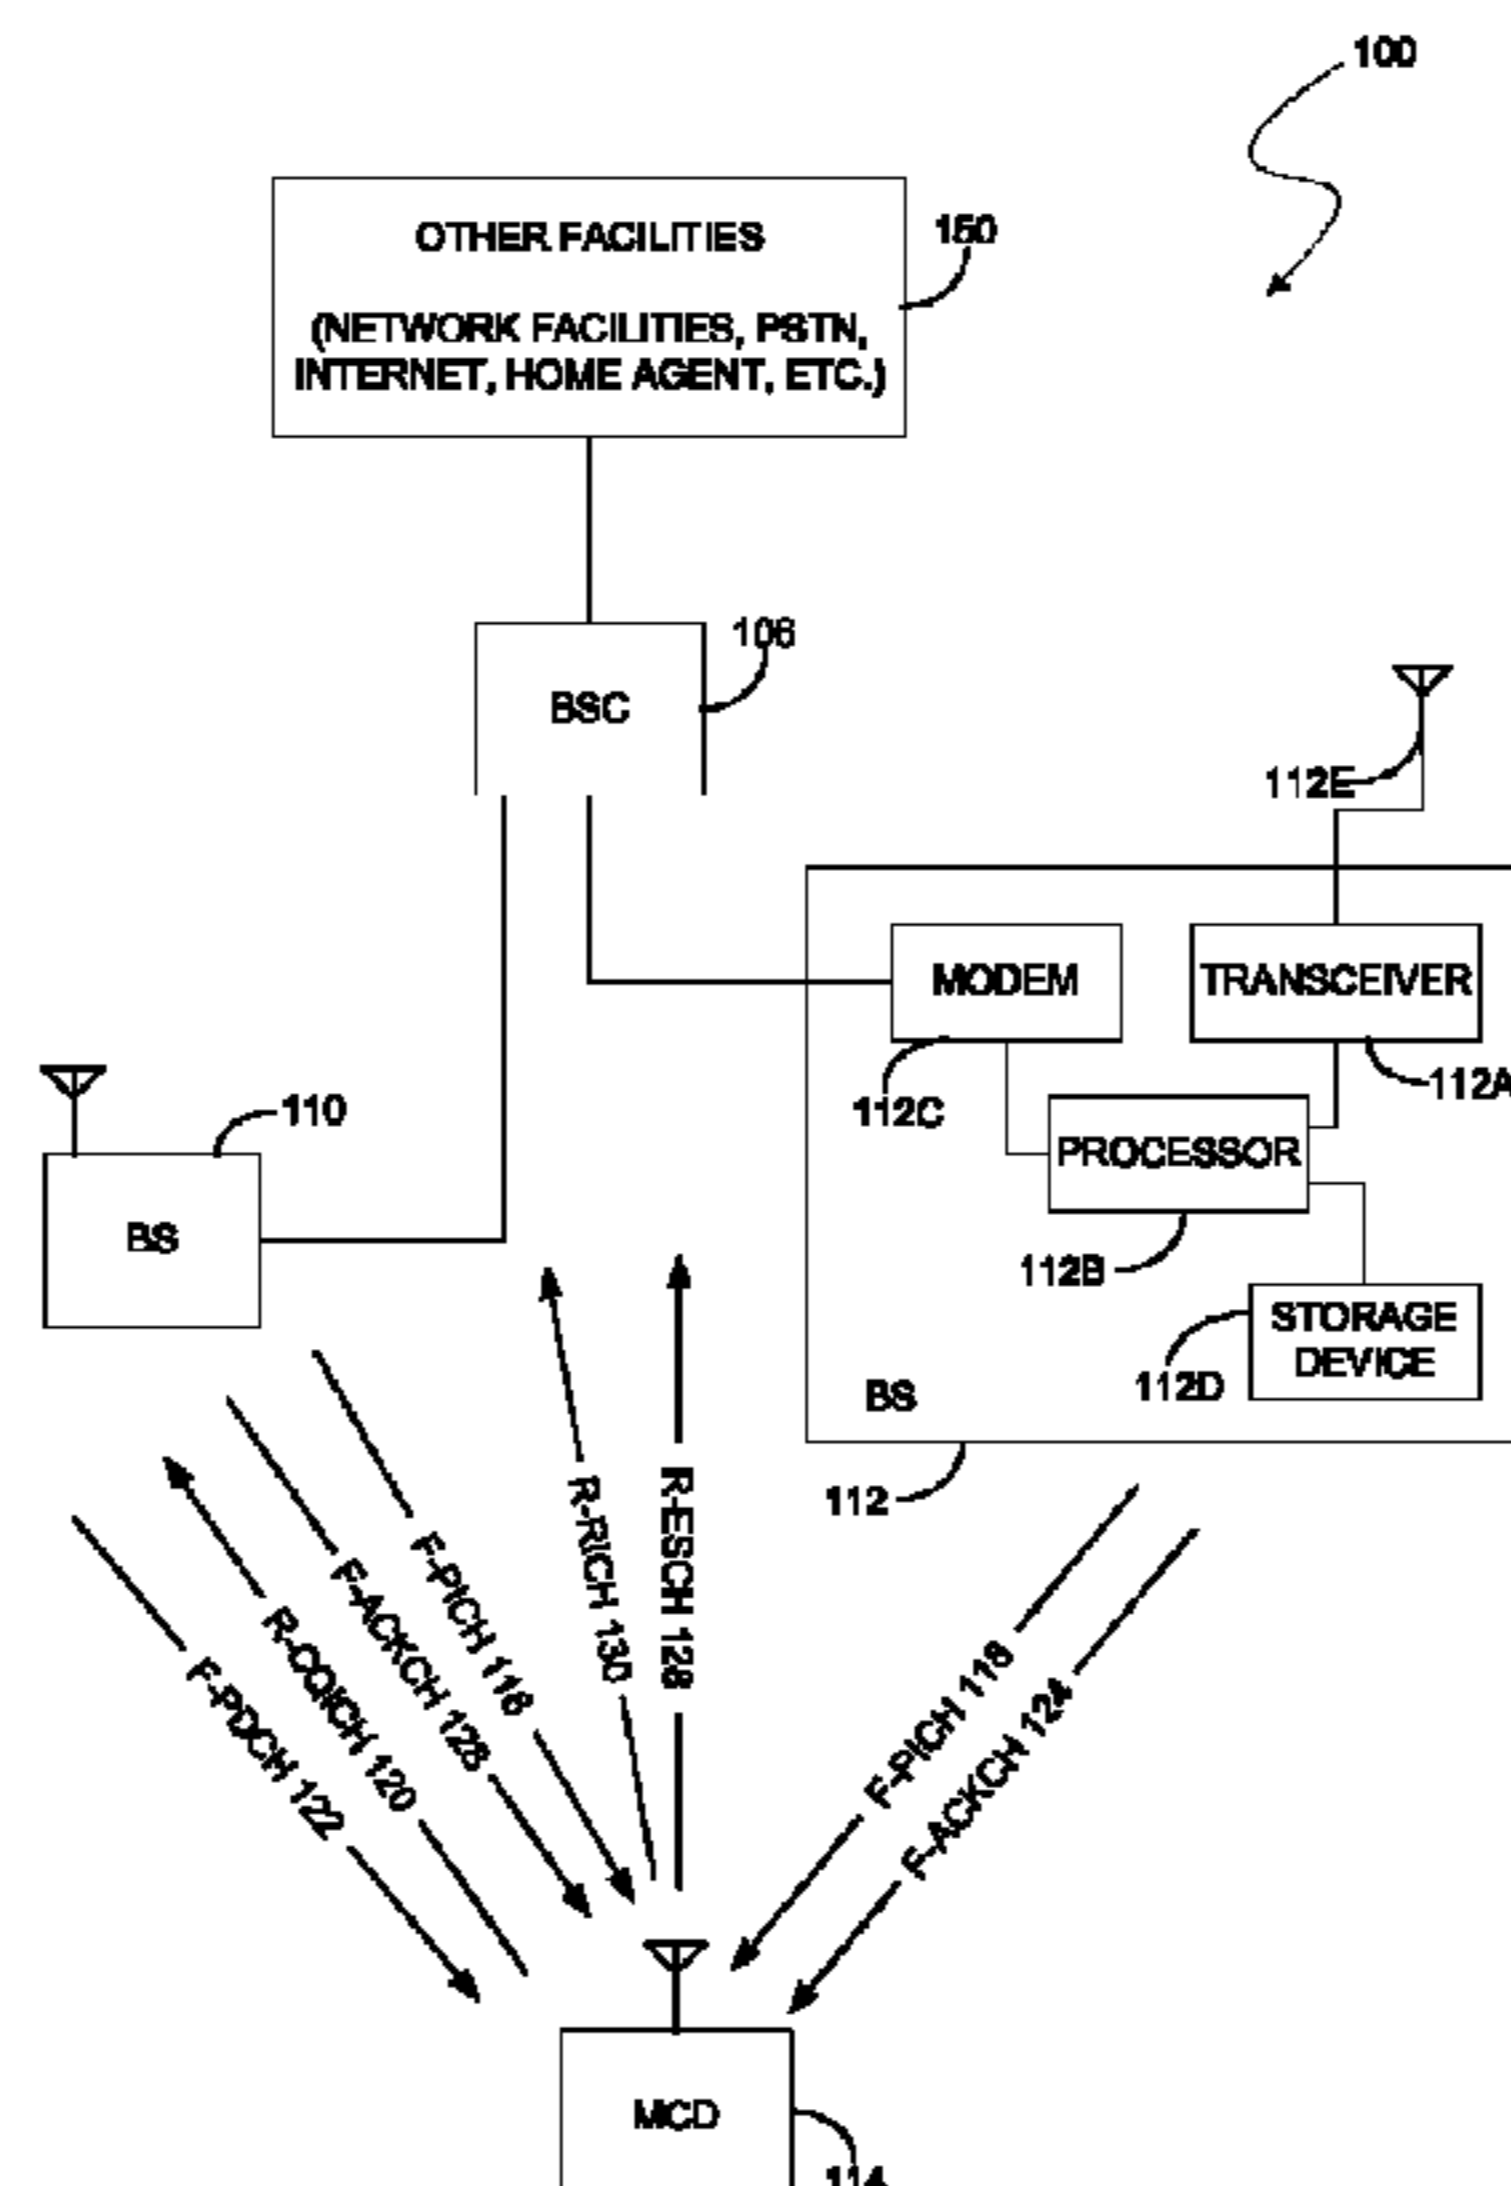 100
OTHER FACILITIES
150
(NETWORK FACILITIES, PSTN,
INTERNET, HOME AGENT, ETC.)
106
BSC
112E
MODEM
TRANSCEIVER
112A
112C
110
PROCESSOR
BS
112B
STORAGE
DEVICE
112D
BS
112
R-RICH 130
R-ESCH 128
F-PICH 116
F-ACKCH 128
R-CQICH 120
F-PDCH 122
F-PICH 118
F-ACKCH 124
MCD
114